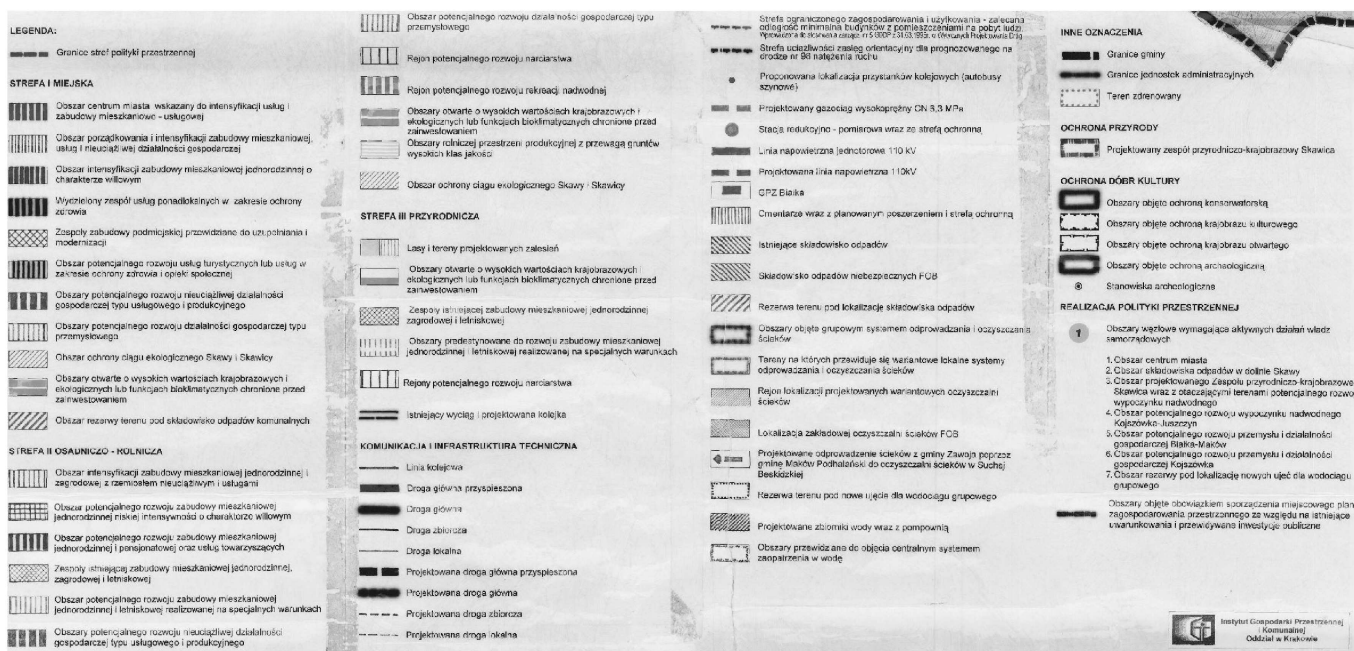 LEGENDA:
Granice stref polityki przestrzennej
STREFA I MIEJSKA
Obszar centrum miasta wskazany do intensyfikacji usług i
zabudowy mieszkaniowo - usługowej
Obszar porządkowania i intensyfikacji zabudowy mieszkaniowej,
usług i nieuciążliwej działalności gospodarczej
Obszar intensyfikacji zabudowy mieszkaniowej jednorodzinnej o
charakterze willowym
Wydzielony zespół usług ponadlokalnych w zakresie ochrony
zdrowia
Zespoły zabudowy podmiejskiej przewidziane do uzupełniania i
modernizacji
Obszar potencjalnego rozwoju usług turystycznych lub usług w
zakresie ochrony zdrowia i opieki społecznej
Obszary potencjalnego rozwoju nieuciążliwej działalności
gospodarczej typu usługowego i produkcyjnego
Obszary potencjalnego rozwoju działalności gospodarczej typu
przemysłowego
Obszar ochrony ciągu ekologicznego Skawy i Skawicy
Obszary otwarte o wysokich wartościach krajobrazowych i
ekologicznych lub funkcjach bioklimatycznych chronione przed
zainwestowaniem
Obszar rezerwy terenu pod składowisko odpadów komunalnych
STREFA II OSADNICZO - ROLNICZA
Obszar intensyfikacji zabudowy mieszkaniowej jednorodzinnej i
zagrodowej z rzemiosłem nieuciążliwym i usługami
Obszar potencjalnego rozwoju zabudowy mieszkaniowej
jednorodzinnej niskiej intensywności o charakterze willowym
Obszar potencjalnego rozwoju zabudowy mieszkaniowej
jednorodzinnej i pensjonatowej oraz usług towarzyszących
Zespoły istniejącej zabudowy mieszkaniowej jednorodzinnej,
zagrodowej i letniskowej
Obszar potencjalnego rozwoju zabudowy mieszkaniowej
jednorodzinnej i letniskowej realizowanej na specjalnych warunkach
Obszary potencjalnego rozwoju nieuciążliwej działalności
gospodarczej typu usługowego i produkcyjnego
Obszar potencjalnego rozwoju działalności gospodarczej typu
przemysłowego
Rejon potencjalnego rozwoju narciarstwa
Rejon potencjalnego rozwoju rekreacji nadwodnej
Obszary otwarte o wysokich wartościach krajobrazowych i
ekologicznych lub funkcjach bioklimatycznych chronione przed
zainwestowaniem
Obszary rolniczej przestrzeni produkcyjnej z przewagą gruntów
wysokich klas jakości
Obszar ochrony ciągu ekologicznego Skawy i Skawicy
STREFA III PRZYRODNICZA
Lasy i tereny projektowanych zalesień
Obszary otwarte o wysokich wartościach krajobrazowych i
ekologicznych lub funkcjach bioklimatycznych chronione przed
zainwestowaniem
Zespoły istniejącej zabudowy mieszkaniowej jednorodzinnej
zagrodowej i letniskowej
Obszary predestynowane do rozwoju zabudowy mieszkaniowej
jednorodzinnej i letniskowej realizowanej na specjalnych warunkach
Rejony potencjalnego rozwoju narciarstwa
Istniejący wyciąg i projektowana kolejka
KOMUNIKACJA I INFRASTRUKTURA TECHNICZNA
Linia kolejowa
Droga główna przyspieszona
Droga główna
Droga zbiorcza
Droga lokalna
Projektowana droga główna przyspieszona
Projektowana droga główna
Projektowana droga zbiorcza
Projektowana droga lokalna
Strefa ograniczonego zagospodarowania i użytkowania - zalecana
odległość minimalna budynków z pomieszczeniami na pobyt ludzi
Strefa uciążliwości zasięg orientacyjny dla prognozowanego na
drodze nr 98 natężenia ruchu
Proponowana lokalizacja przystanków kolejowych (autobusy
szynowe)
Projektowany gazociąg wysokoprężny CN 6,3 MPa
Stacja redukcyjno - pomiarowa wraz ze strefą ochronną
Linia napowietrzna jednotorowa 110 kV
Projektowana linia napowietrzna 110kV
GPZ Białka
Cmentarze wraz z planowanym poszerzeniem i strefą ochronną
Istniejące składowisko odpadów
Składowisko odpadów niebezpiecznych FOB
Rezerwa terenu pod lokalizację składowiska odpadów
Obszary objęte grupowym systemem odprowadzania i oczyszczania
ścieków
Tereny na których przewiduje się wariantowe lokalne systemy
odprowadzania i oczyszczania ścieków
Rejon lokalizacji projektowanych wariantowych oczyszczalni
ścieków
Lokalizacja zakładowej oczyszczalni ścieków FOB
Projektowane odprowadzenie ścieków z gminy Zawoja poprzez
gminę Maków Podhalański do oczyszczalni ścieków w Suchej
Beskidzkiej
Rezerwa terenu pod nowe ujęcie dla wodociągu grupowego
Projektowane zbiorniki wody wraz z pompownią
Obszary przewidziane do objęcia centralnym systemem
zaopatrzenia w wodę
INNE OZNACZENIA
Granice gminy
Granice jednostek administracyjnych
Teren zdrenowany
OCHRONA PRZYRODY
Projektowany zespół przyrodniczo-krajobrazowy Skawica
OCHRONA DÓBR KULTURY
Obszary objęte ochroną konserwatorską
Obszary objęte ochroną krajobrazu kulturowego
Obszary objęte ochroną krajobrazu otwartego
Obszary objęte ochroną archeologiczną
Stanowiska archeologiczne
REALIZACJA POLITYKI PRZESTRZENNEJ
1
Obszary węzłowe wymagające aktywnych działań władz
samorządowych
1. Obszar centrum miasta
2. Obszar składowiska odpadów w dolinie Skawy
3. Obszar projektowanego Zespołu przyrodniczo-krajobrazowe
Skawica wraz z otaczającymi terenami potencjalnego rozwo
wypoczynku nadwodnego
4. Obszar potencjalnego rozwoju wypoczynku nadwodnego
Kojszówka-Juszczyn
5. Obszar potencjalnego rozwoju przemysłu i działalności
gospodarczej Białka-Maków
6. Obszar potencjalnego rozwoju przemysłu i działalności
gospodarczej Kojszówka
7. Obszar rezerwy pod lokalizację nowych ujęć dla wodociągu
grupowego
Obszary objęte obowiązkiem sporządzenia miejscowego plan
zagospodarowania przestrzennego ze względu na istniejące
uwarunkowania i przewidywane inwestycje publiczne
Instytut Gospodarki Przestrzennej
i Komunalnej
Oddział w Krakowie